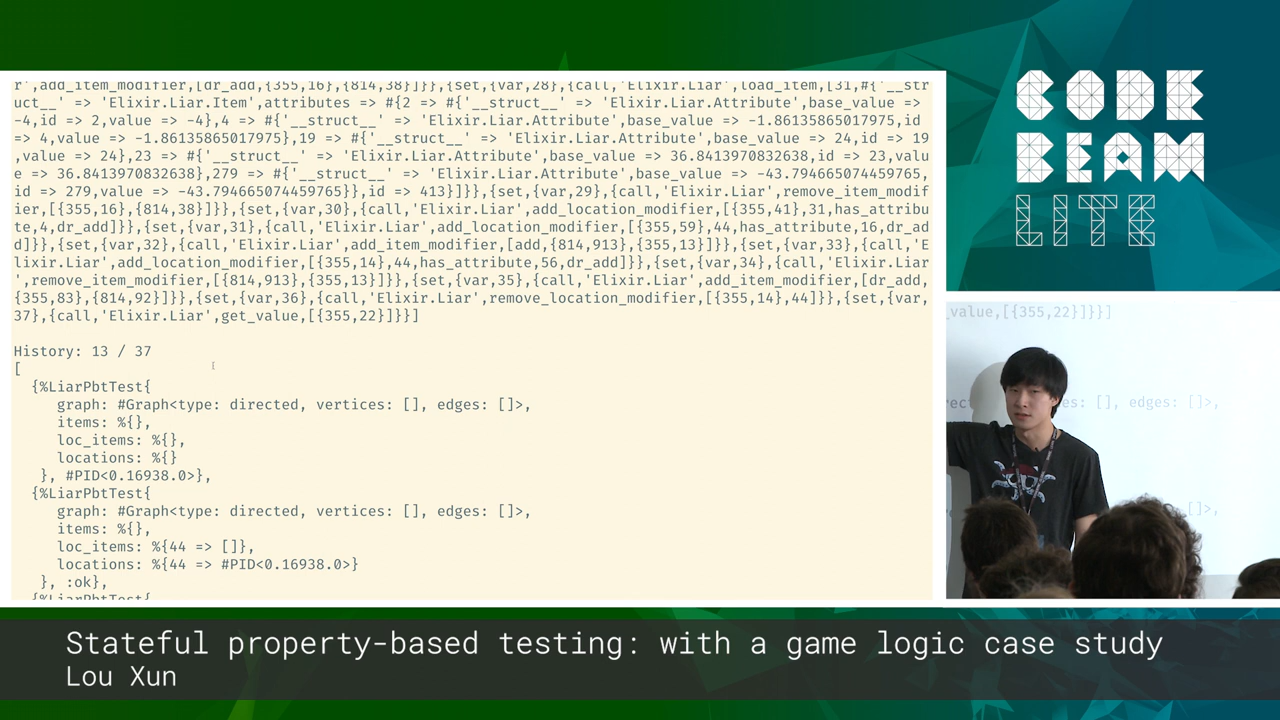 r',add_item_modifier,[dr_add,{355,16},{814,38}]}},{set,{var,28},{call,'Elixir.Liar',load_item,[31,#{'__str
uct__' => 'Elixir.Liar.Item',attributes => #{2 => #{'__struct__' => 'Elixir.Liar.Attribute',base_value =>
-4,id => 2,value => -4},4 => #{'__struct__' => 'Elixir.Liar.Attribute',base_value => -1.86135865017975,id
=> 4,value => -1.86135865017975},19 => #{'__struct__' => 'Elixir.Liar.Attribute',base_value => 24,id => 19
,value => 24},23 => #{'__struct__' => 'Elixir.Liar.Attribute',base_value => 36.8413970832638,id => 23,valu
e => 36.8413970832638},279 => #{'__struct__' => 'Elixir.Liar.Attribute',base_value => -43.794665074459765,
id => 279,value => -43.794665074459765}},id => 413}]}},{set,{var,29},{call,'Elixir.Liar',remove_item_modif
ier,[{355,16},{814,38}]}},{set,{var,30},{call,'Elixir.Liar',add_location_modifier,[{355,41},31,has_attribu
te,4,dr_add]}},{set,{var,31},{call,'Elixir.Liar',add_location_modifier,[{355,59},44,has_attribute,16,dr_ad
d]}},{set,{var,32},{call,'Elixir.Liar',add_item_modifier,[add,{814,913},{355,13}]}},{set,{var,33},{call,'E
lixir.Liar',add_location_modifier,[{355,14},44,has_attribute,56,dr_add]}},{set,{var,34},{call,'Elixir.Liar
',remove_item_modifier,[{814,913},{355,13}]}},{set,{var,35},{call,'Elixir.Liar',add_item_modifier,[dr_add,
{355,83},{814,92}]}},{set,{var,36},{call,'Elixir.Liar',remove_location_modifier,[{355,14},44]}},{set,{var,
37},{call,'Elixir.Liar',get_value,[{355,22}]}}]
History: 13 / 37
[
{%LiarPbtTest{
graph: #Graph<type: directed, vertices: [], edges: []>,
items: %{},
loc_items: %{},
locations: %{}
}, #PID<0.16938.0>},
{%LiarPbtTest{
graph: #Graph<type: directed, vertices: [], edges: []>,
items: %{},
loc_items: %{44 => []},
locations: %{44 => #PID<0.16938.0>}
}, :ok},
{%LiarPbtTest{
CODE
BEAM
LITE
_value,[{355,22}]}}]
es: [], edges: []>,
]>,
Stateful property-based testing: with a game logic case study
Lou Xun